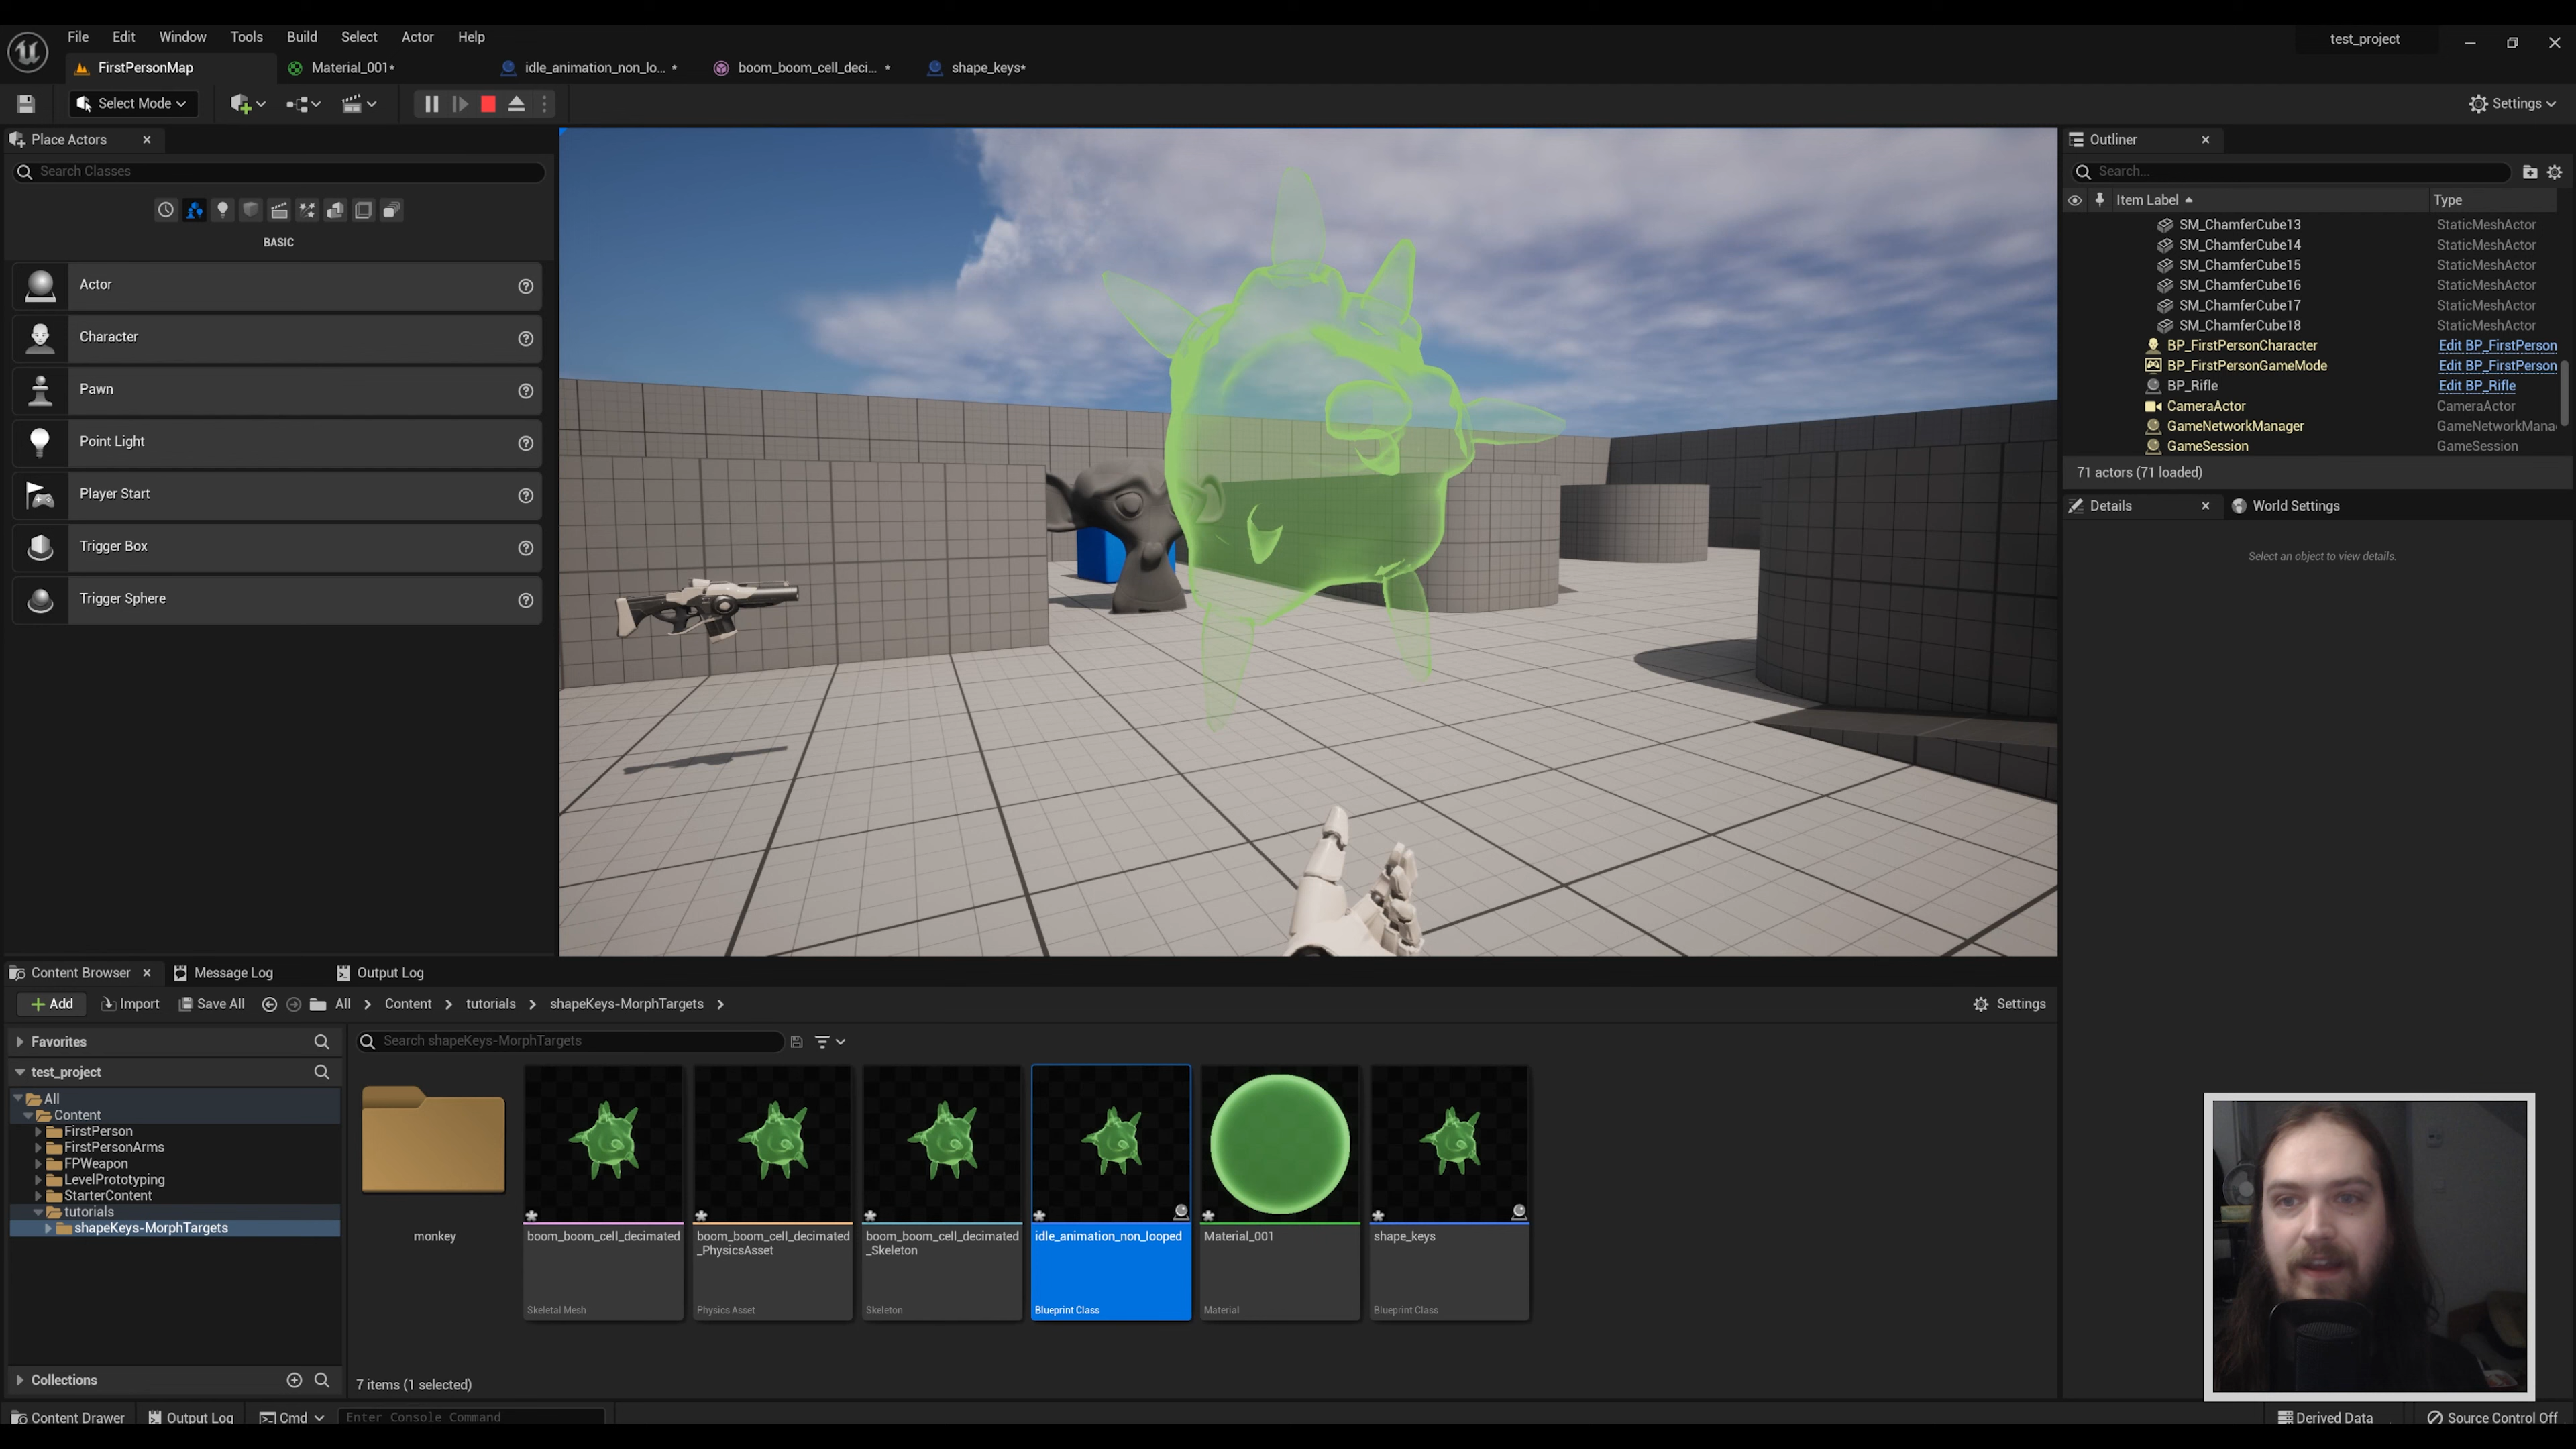 File Edit Window Tools Build Select Actor Help
test_project
FirstPersonMap
Material_001*
idle_animation_non_lo... *
boom_boom_cell_deci... *
shape_keys*
Select Mode
Settings
Place Actors
Search Classes
BASIC
Actor
Character
Pawn
Point Light
Player Start
Trigger Box
Trigger Sphere
Outliner
Search...
Item Label Type
SM_ChamferCube13 StaticMeshActor
SM_ChamferCube14 StaticMeshActor
SM_ChamferCube15 StaticMeshActor
SM_ChamferCube16 StaticMeshActor
SM_ChamferCube17 StaticMeshActor
SM_ChamferCube18 StaticMeshActor
BP_FirstPersonCharacter Edit BP_FirstPerson
BP_FirstPersonGameMode Edit BP_FirstPerson
BP_Rifle Edit BP_Rifle
CameraActor CameraActor
GameNetworkManager GameNetworkMana
GameSession GameSession
71 actors (71 loaded)
Details World Settings
Select an object to view details.
Content Browser Message Log Output Log
Add Import Save All All > Content > tutorials > shapeKeys-MorphTargets > Settings
Favorites
Search shapeKeys-MorphTargets
test_project
All
Content
FirstPerson
FirstPersonArms
FPWeapon
LevelPrototyping
StarterContent
tutorials
shapeKeys-MorphTargets
Collections
monkey
boom_boom_cell_decimated
Skeletal Mesh
boom_boom_cell_decimated
_PhysicsAsset
Physics Asset
boom_boom_cell_decimated
_Skeleton
Skeleton
idle_animation_non_looped
Blueprint Class
Material_001
Material
shape_keys
Blueprint Class
7 items (1 selected)
Content Drawer Output Log Cmd Enter Console Command
Derived Data Source Control Off